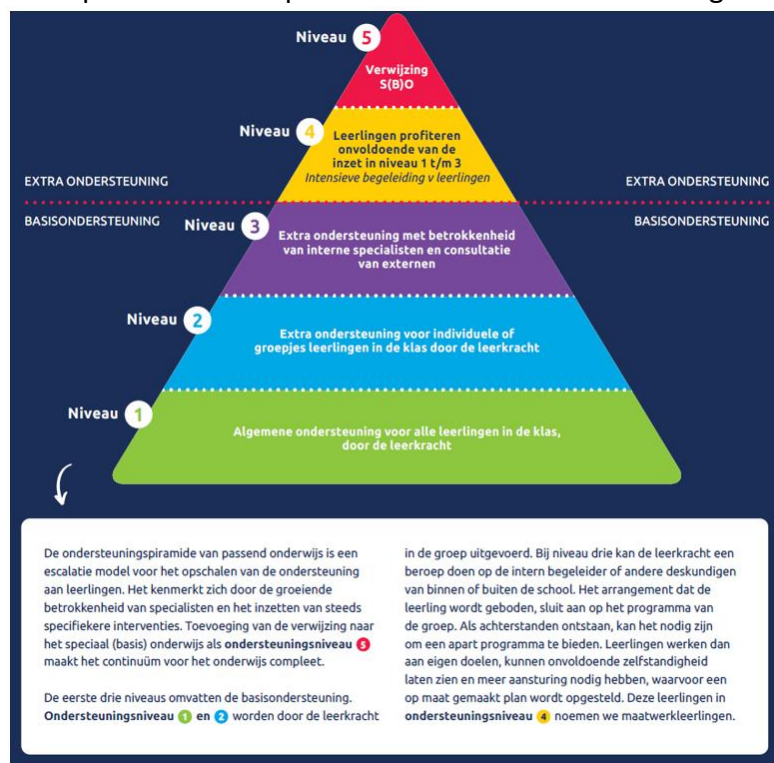 Niveau 5
Verwijzing
S(B)O
Niveau 4
Leerlingen profiteren
onvoldoende van de
inzet in niveau 1 t/m 3
Intensieve begeleiding v leerlingen
EXTRA ONDERSTEUNING
EXTRA ONDERSTEUNING
BASISONDERSTEUNING
BASISONDERSTEUNING
Niveau 3
Extra ondersteuning met betrokkenheid
van interne specialisten en consultatie
van externen
Niveau 2
Extra ondersteuning voor individuele of
groepjes leerlingen in de klas door de leerkracht
Niveau 1
Algemene ondersteuning voor alle leerlingen in de klas,
door de leerkracht
De ondersteuningspiramide van passend onderwijs is een
escalatie model voor het opschalen van de ondersteuning
aan leerlingen. Het kenmerkt zich door de groeiende
betrokkenheid van specialisten en het inzetten van steeds
specifiekere interventies. Toevoeging van de verwijzing naar
het speciaal (basis) onderwijs als ondersteuningsniveau 5
maakt het continuüm voor het onderwijs compleet.
De eerste drie niveaus omvatten de basisondersteuning.
Ondersteuningsniveau 1 en 2 worden door de leerkracht
in de groep uitgevoerd. Bij niveau drie kan de leerkracht een
beroep doen op de intern begeleider of andere deskundigen
van binnen of buiten de school. Het arrangement dat de
leerling wordt geboden, sluit aan op het programma van
de groep. Als achterstanden ontstaan, kan het nodig zijn
om een apart programma te bieden. Leerlingen werken dan
aan eigen doelen, kunnen onvoldoende zelfstandigheid
laten zien en meer aansturing nodig hebben, waarvoor een
op maat gemaakt plan wordt opgesteld. Deze leerlingen in
ondersteuningsniveau 4 noemen we maatwerkleerlingen.